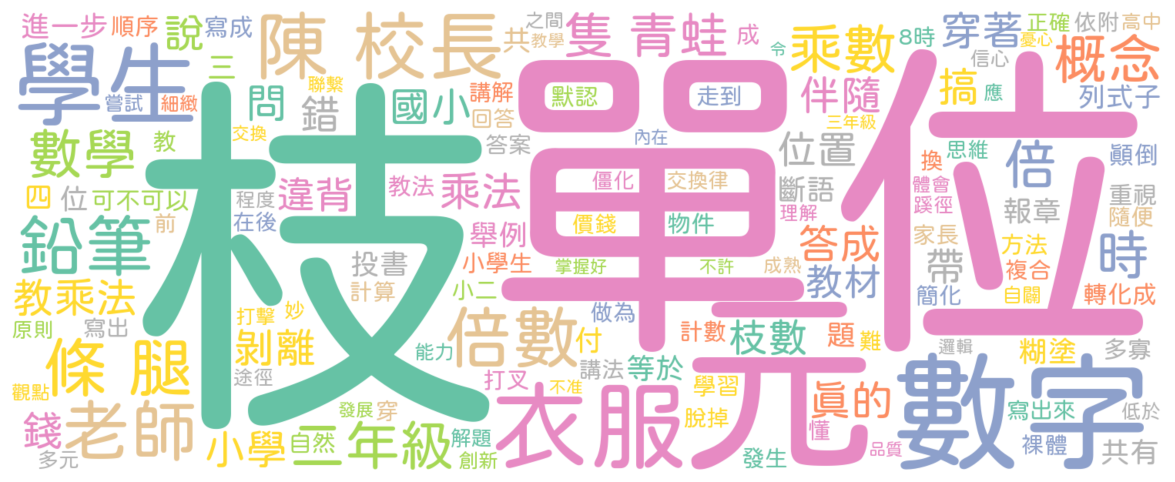 進一步 順序 說 寫成 陳 校長 之間 教學 共 隻 青蛙 成 令 乘數 8時 穿著 正確 憂心 依附 高中
學生 三 聯繫 問 錯 國小 講解 回答 默認 走到 伴隨 搞 信心 應 概念 列式子
嘗試 細緻 交換 答案 三年級 內在 位置 換 思維 倍 顛倒
數學 教 枝 單位
四 位 可不可以 程度 違背 教法 乘法 僵化 交換律 斷語 理解 體會 蹊徑 報章 重視 隨便
前 在後 舉例 價錢 物件 答成 家長 方法 時
鉛筆 投書 小學生 掌握好 不許 成熟 教材 帶 複合
教乘法 計算 小二 做為 元 簡化 自闢 轉化成
原則 寫出 打擊 妙 倍數 付 計數 枝數 題 難 邏輯 糊塗 多寡
條 腿 剝離 途徑 能力 打叉 講法 等於 學習 數字
觀點 錢 老師 發展 穿 不准 衣服 脫掉 真的 寫出來 低於
多元 小學 自然 二年級 解題 創新 發生 懂 品質 裸體 共有